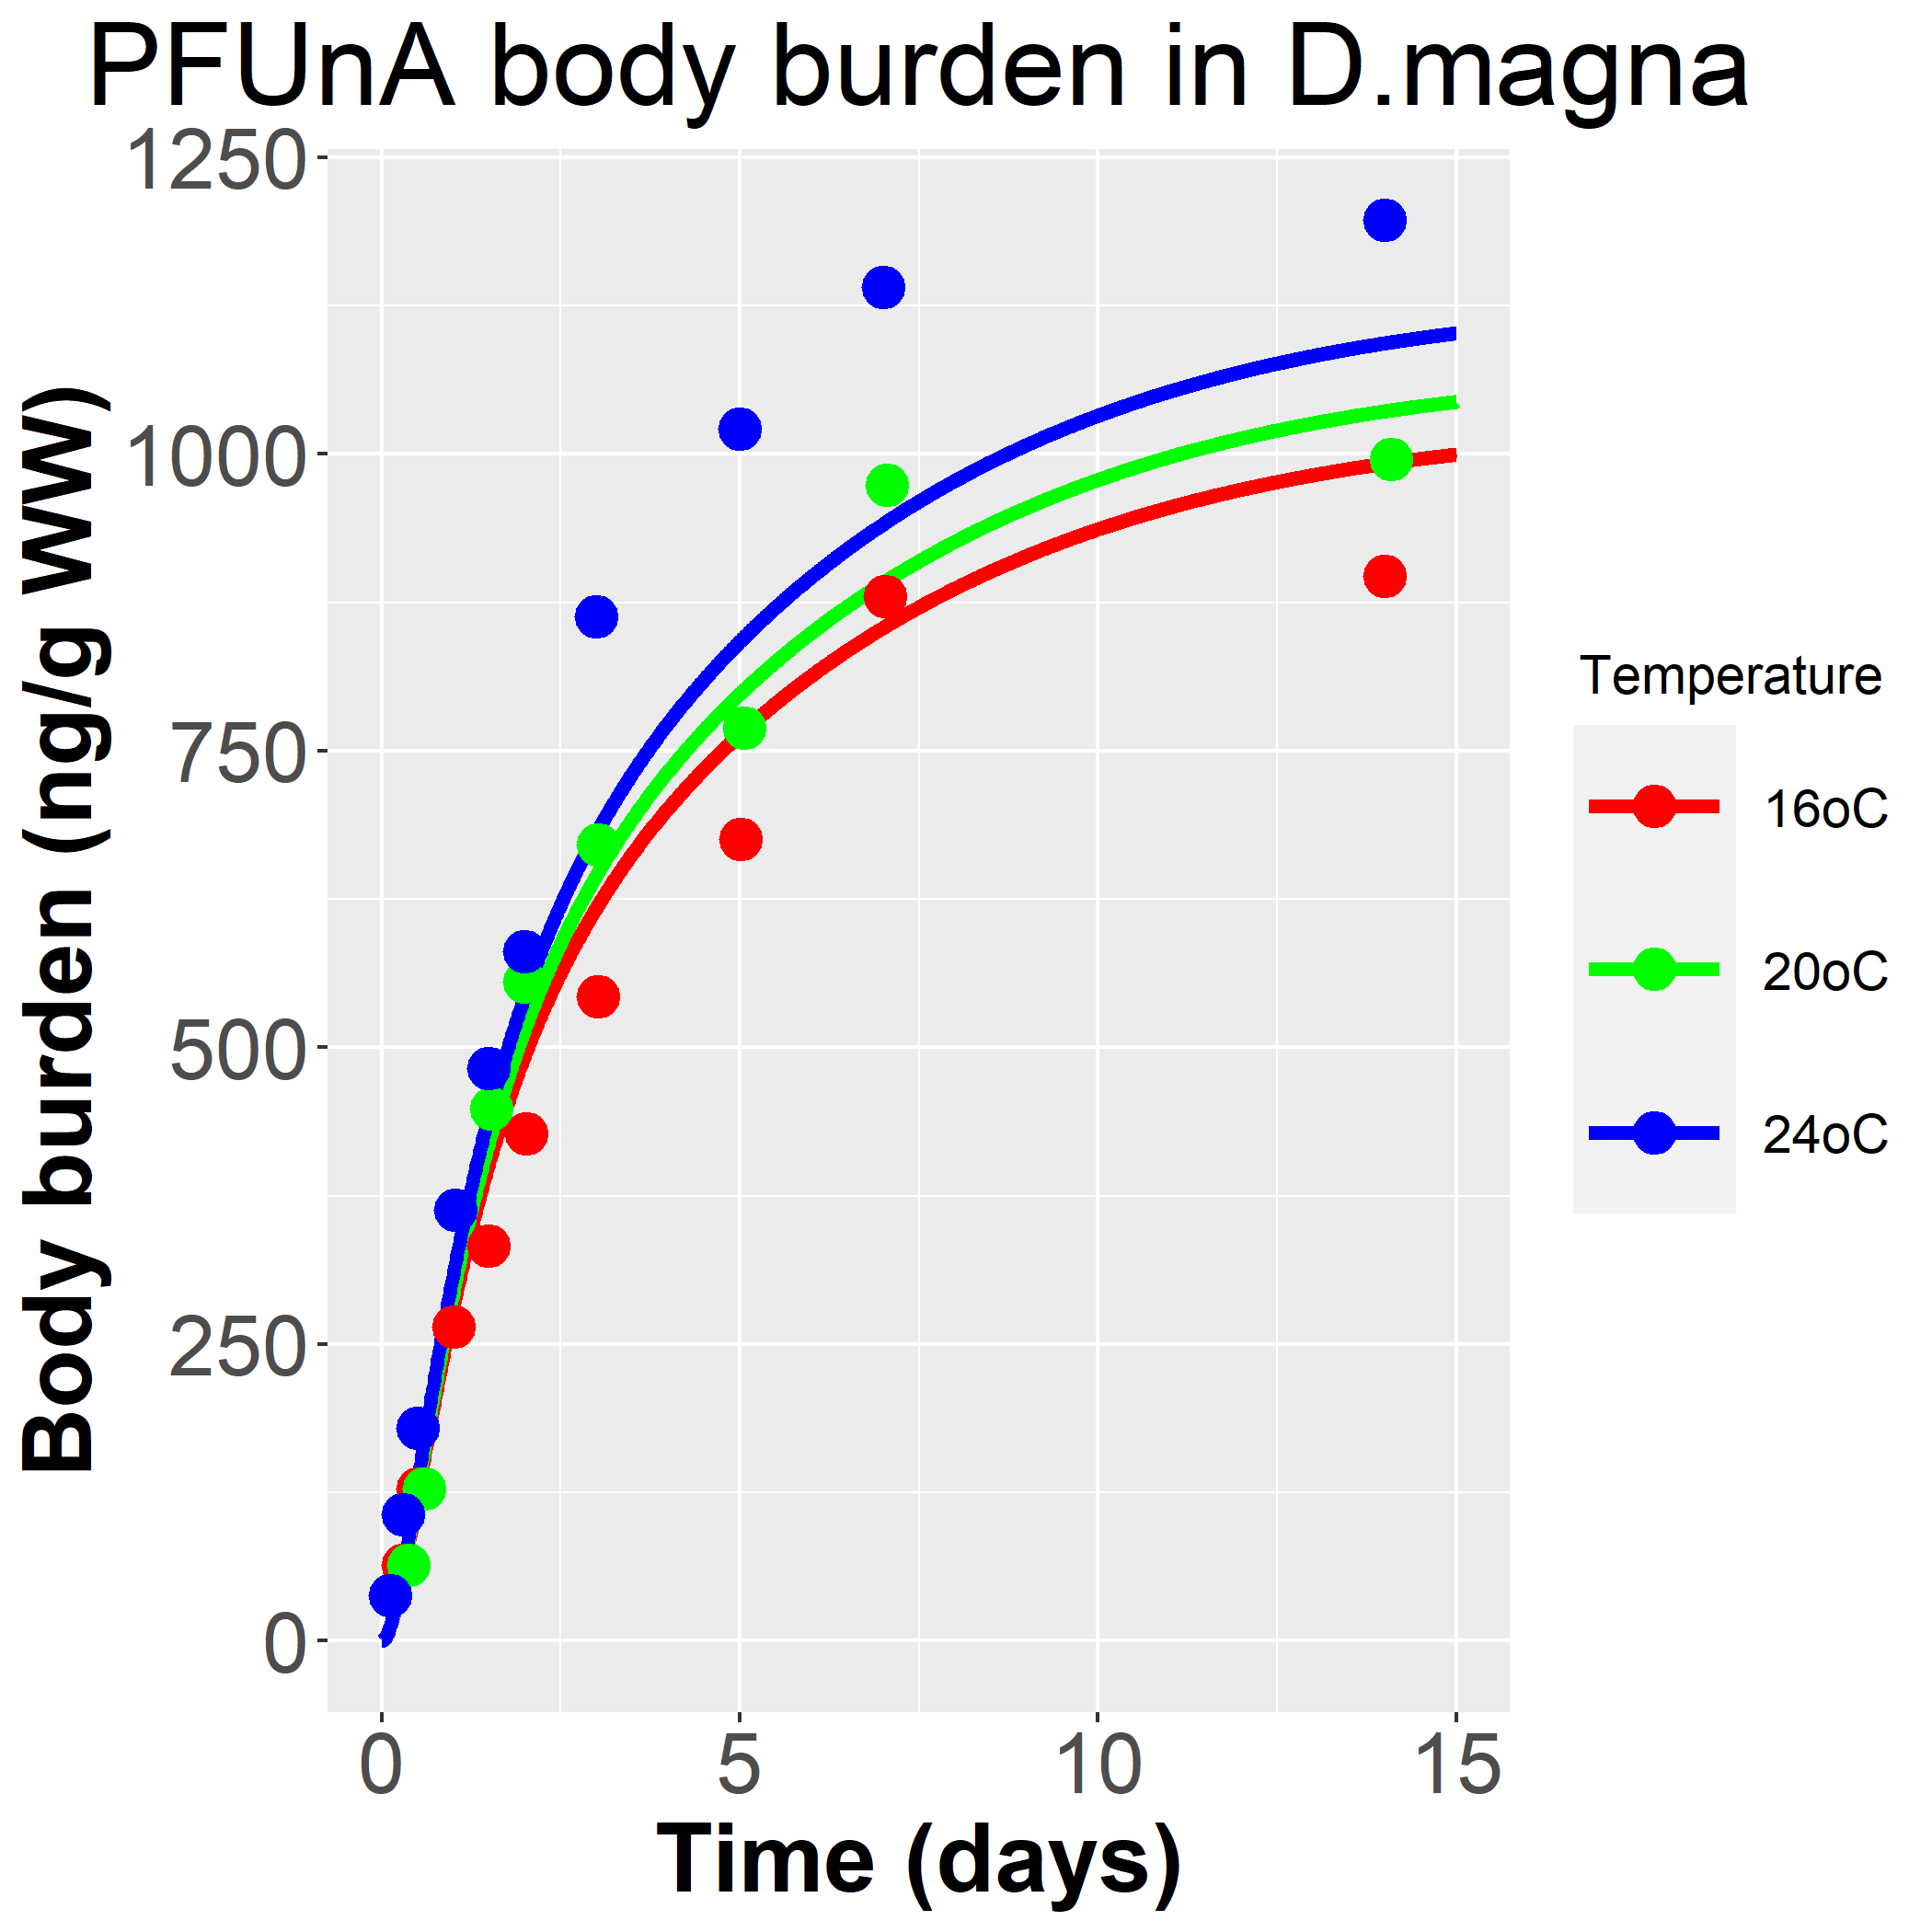 PFUnA body burden in D.magna
1250
1000
750
500
250
0
Body burden (ng/g WW)
0 5 10 15
Time (days)
Temperature
16oC
20oC
24oC